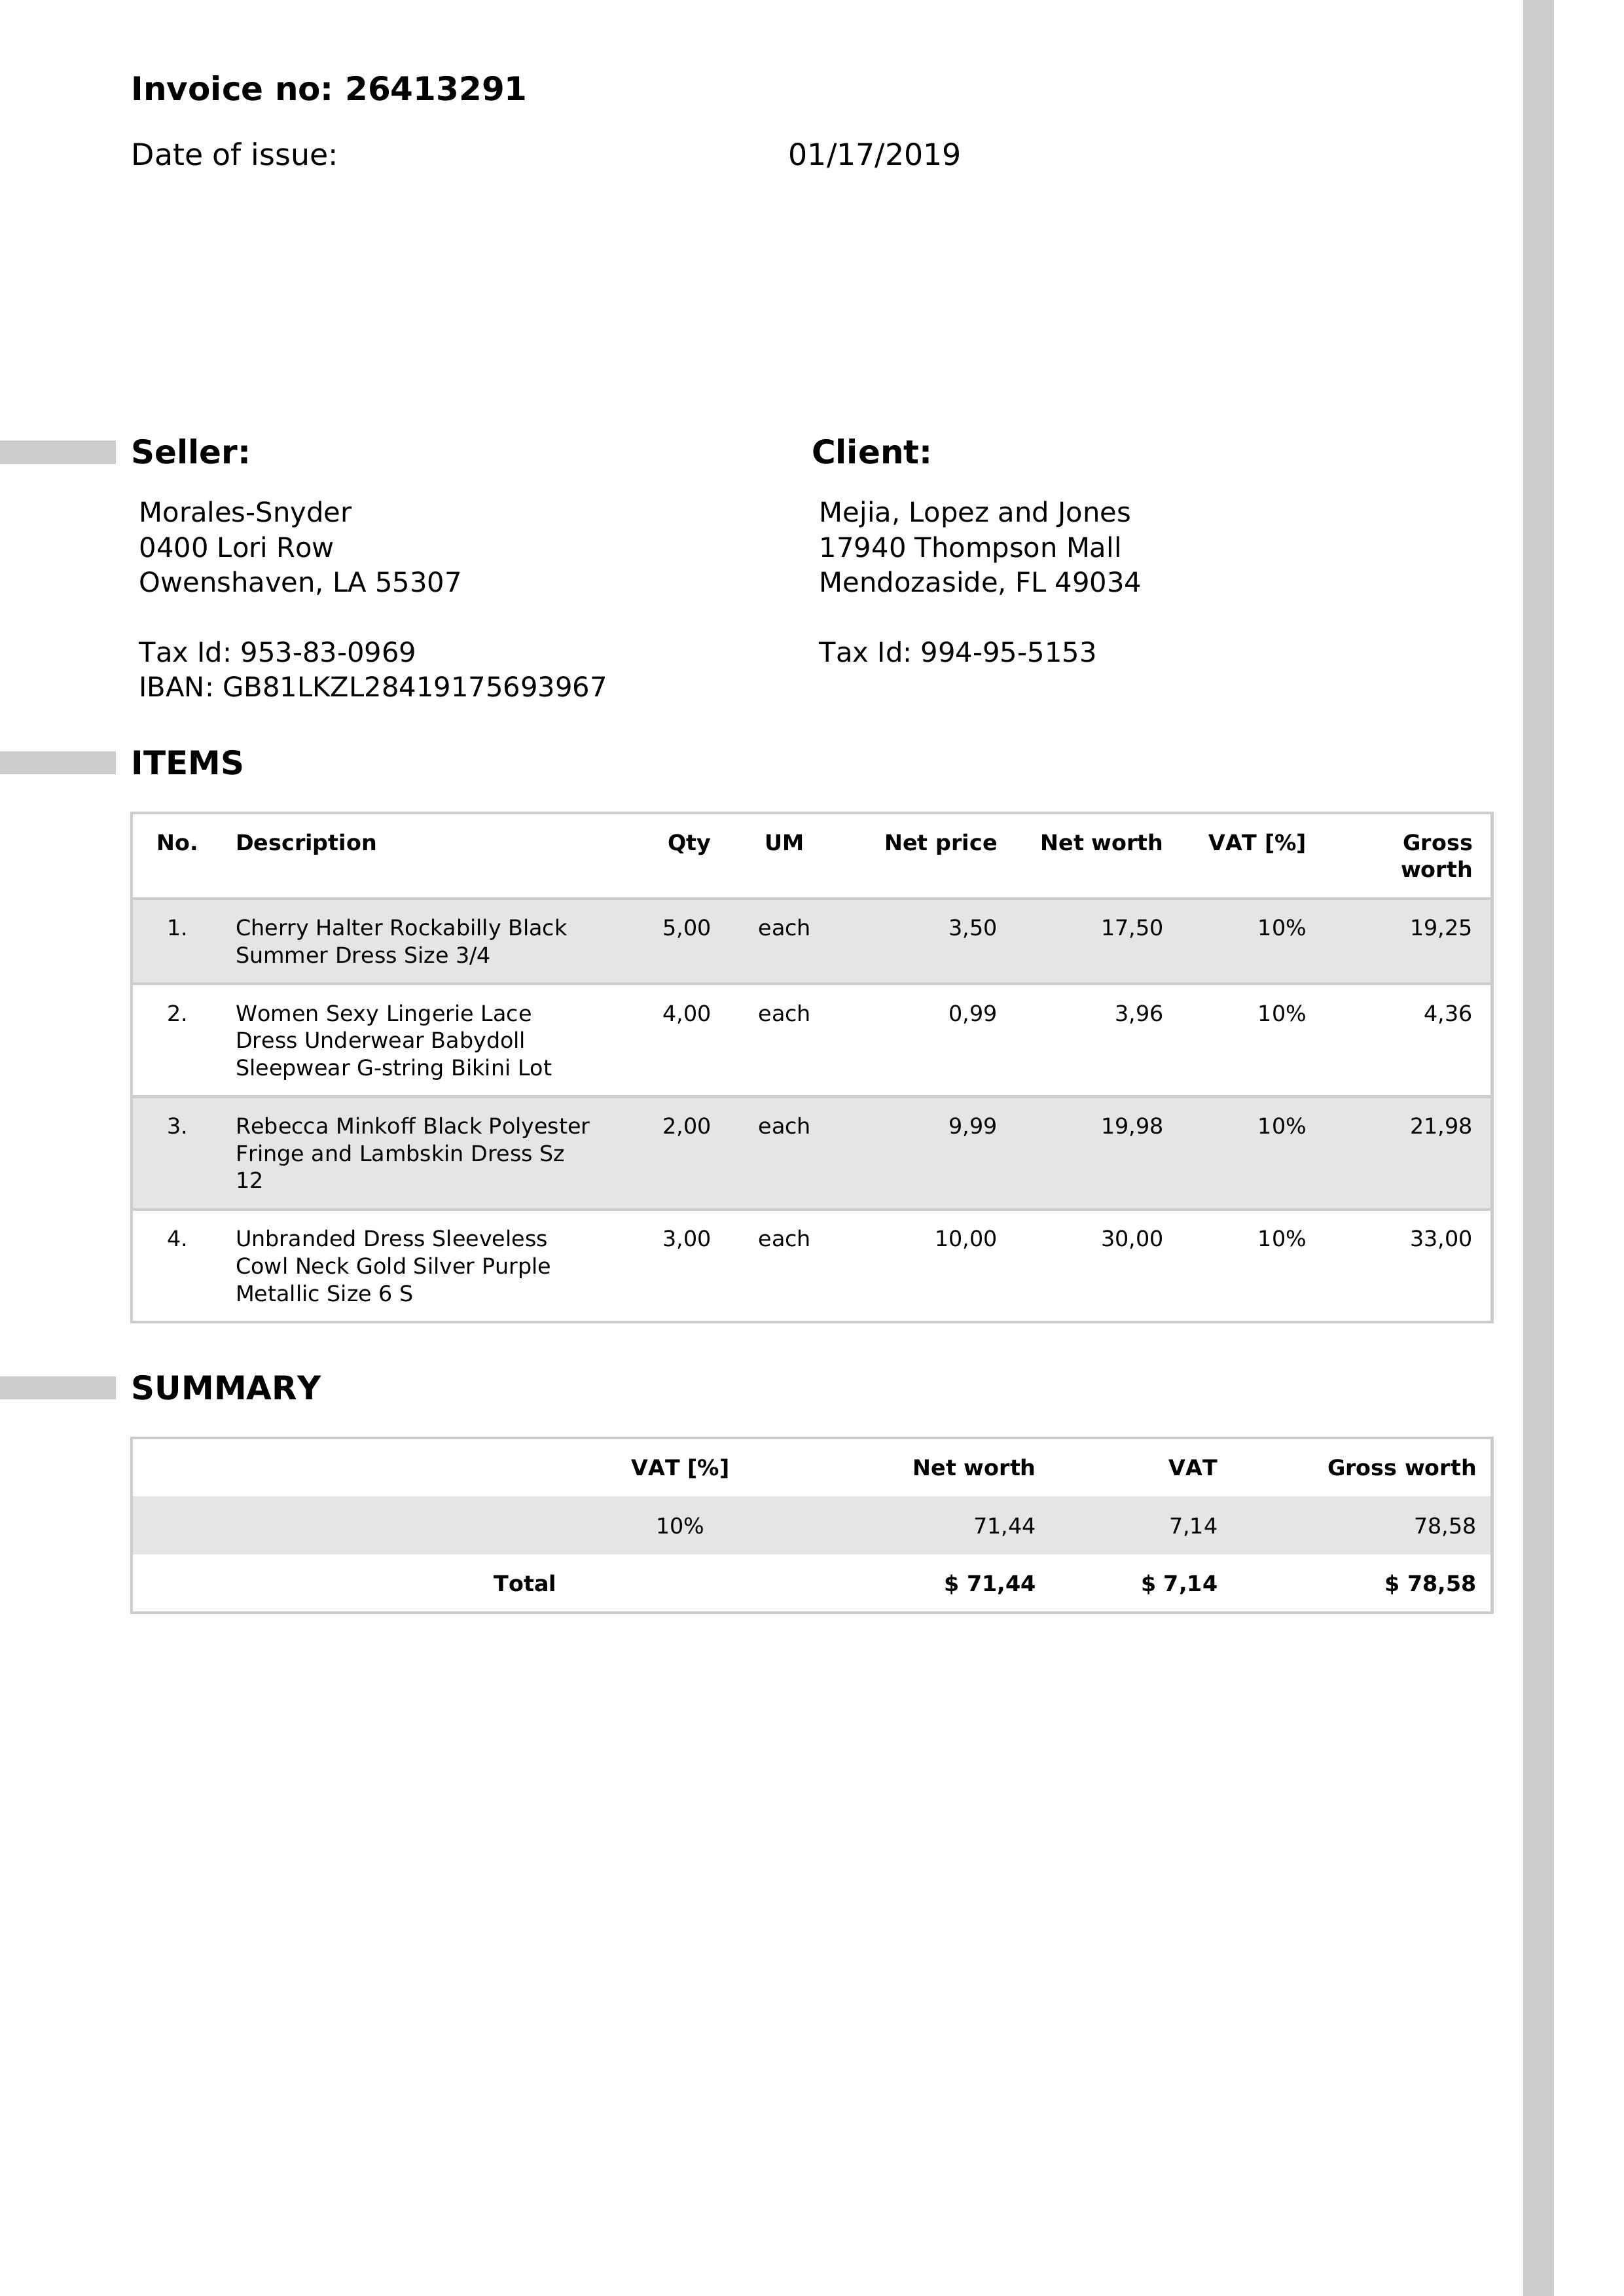 Invoice no: 26413291
Date of issue: 01/17/2019
Seller:
Morales-Snyder
0400 Lori Row
Owenshaven, LA 55307
Tax Id: 953-83-0969
IBAN: GB81LKZL28419175693967
Client:
Mejia, Lopez and Jones
17940 Thompson Mall
Mendozaside, FL 49034
Tax Id: 994-95-5153
ITEMS
No. Description Qty UM Net price Net worth VAT [%] Gross
worth
1. Cherry Halter Rockabilly Black 5,00 each 3,50 17,50 10% 19,25
Summer Dress Size 3/4
2. Women Sexy Lingerie Lace 4,00 each 0,99 3,96 10% 4,36
Dress Underwear Babydoll
Sleepwear G-string Bikini Lot
3. Rebecca Minkoff Black Polyester 2,00 each 9,99 19,98 10% 21,98
Fringe and Lambskin Dress Sz
12
4. Unbranded Dress Sleeveless 3,00 each 10,00 30,00 10% 33,00
Cowl Neck Gold Silver Purple
Metallic Size 6 S
SUMMARY
VAT [%] Net worth VAT Gross worth
10% 71,44 7,14 78,58
Total $ 71,44 $ 7,14 $ 78,58